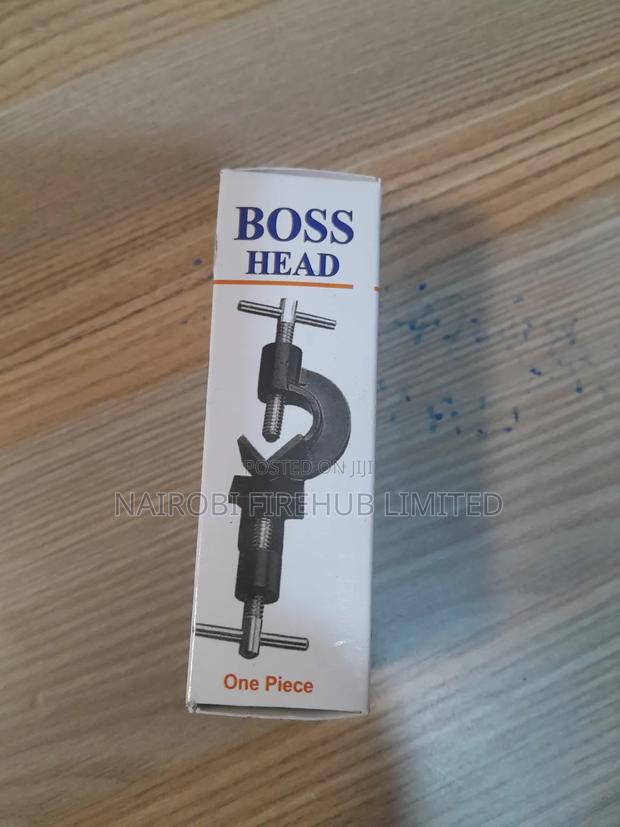 BOSS
HEAD
POSTED ON JIJI
NAIROBI FIREHUB LIMITED
One Piece